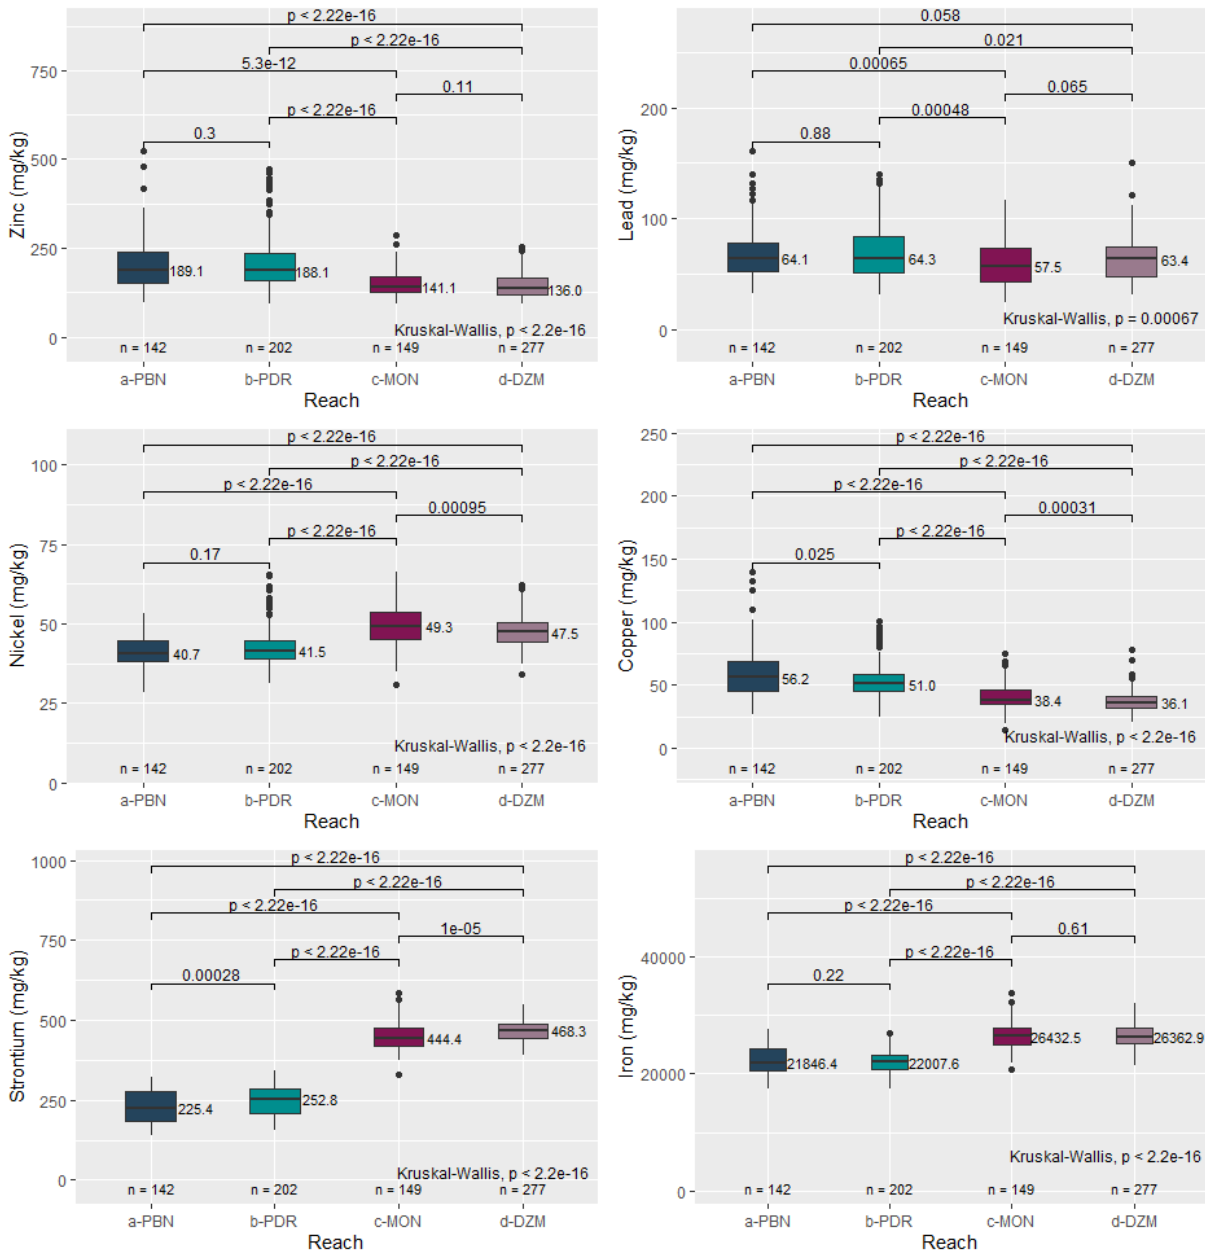 p < 2.22e-16
p < 2.22e-16
5.3e-12
0.11
p < 2.22e-16
0.3
Zinc (mg/kg)
750
500
250
0
189.1
188.1
141.1
136.0
Kruskal-Wallis, p < 2.2e-16
n = 142
n = 202
n = 149
n = 277
a-PBN
b-PDR
c-MON
d-DZM
Reach
0.058
0.021
0.00065
0.065
0.00048
0.88
Lead (mg/kg)
200
100
0
64.1
64.3
57.5
63.4
Kruskal-Wallis, p = 0.00067
n = 142
n = 202
n = 149
n = 277
a-PBN
b-PDR
c-MON
d-DZM
Reach
p < 2.22e-16
p < 2.22e-16
p < 2.22e-16
0.00095
p < 2.22e-16
0.17
Nickel (mg/kg)
100
75
50
25
0
40.7
41.5
49.3
47.5
Kruskal-Wallis, p < 2.2e-16
n = 142
n = 202
n = 149
n = 277
a-PBN
b-PDR
c-MON
d-DZM
Reach
p < 2.22e-16
p < 2.22e-16
p < 2.22e-16
0.00031
p < 2.22e-16
0.025
Copper (mg/kg)
250
200
150
100
50
0
56.2
51.0
38.4
36.1
Kruskal-Wallis, p < 2.2e-16
n = 142
n = 202
n = 149
n = 277
a-PBN
b-PDR
c-MON
d-DZM
Reach
p < 2.22e-16
p < 2.22e-16
p < 2.22e-16
1e-05
p < 2.22e-16
0.00028
Strontium (mg/kg)
1000
750
500
250
0
225.4
252.8
444.4
468.3
Kruskal-Wallis, p < 2.2e-16
n = 142
n = 202
n = 149
n = 277
a-PBN
b-PDR
c-MON
d-DZM
Reach
p < 2.22e-16
p < 2.22e-16
p < 2.22e-16
0.61
p < 2.22e-16
0.22
Iron (mg/kg)
40000
20000
0
21846.4
22007.6
26432.5
26362.9
Kruskal-Wallis, p < 2.2e-16
n = 142
n = 202
n = 149
n = 277
a-PBN
b-PDR
c-MON
d-DZM
Reach